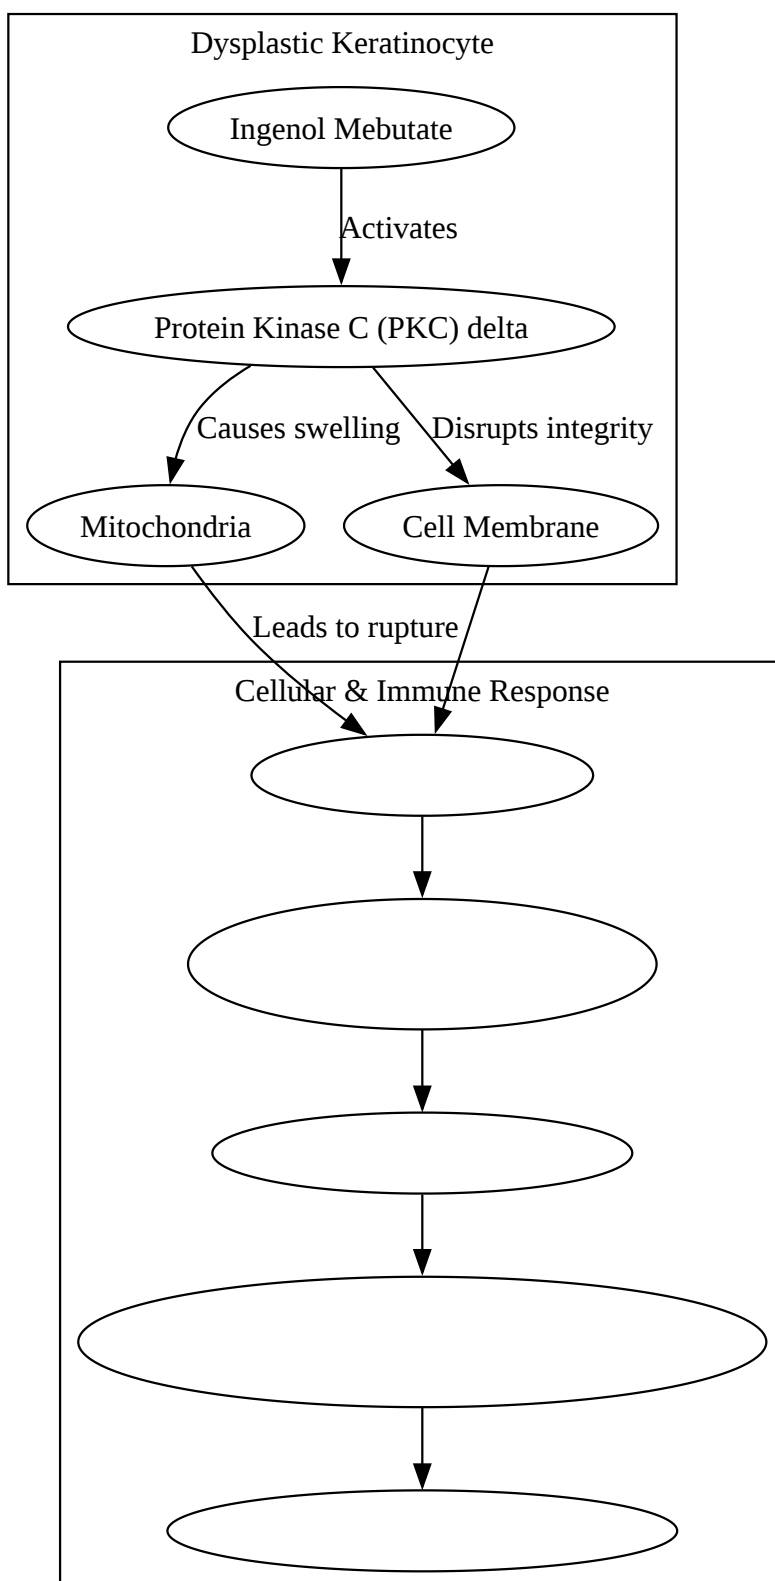 Dysplastic Keratinocyte
Ingenol Mebutate
Activates
Protein Kinase C (PKC) delta
Causes swelling
Disrupts integrity
Mitochondria
Cell Membrane
Leads to rupture
Cellular & Immune Response